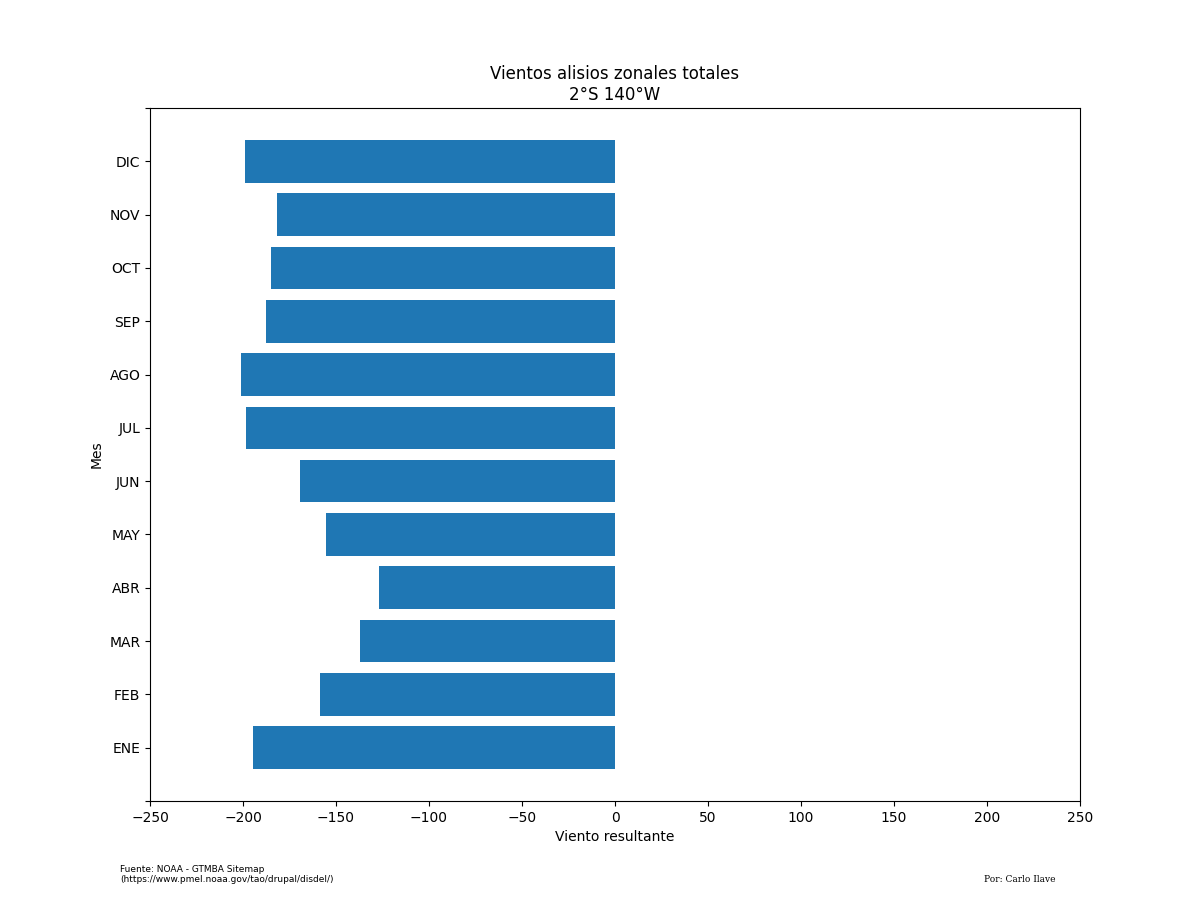 Vientos alisios zonales totales
2°S 140°W
DIC
NOV
OCT
SEP
AGO
JUL
JUN
MAY
ABR
MAR
FEB
ENE
Mes
−250 −200 −150 −100 −50 0 50 100 150 200 250
Viento resultante
Fuente: NOAA - GTMBA Sitemap
(https://www.pmel.noaa.gov/tao/drupal/disdel/)
Por: Carlo Ilave